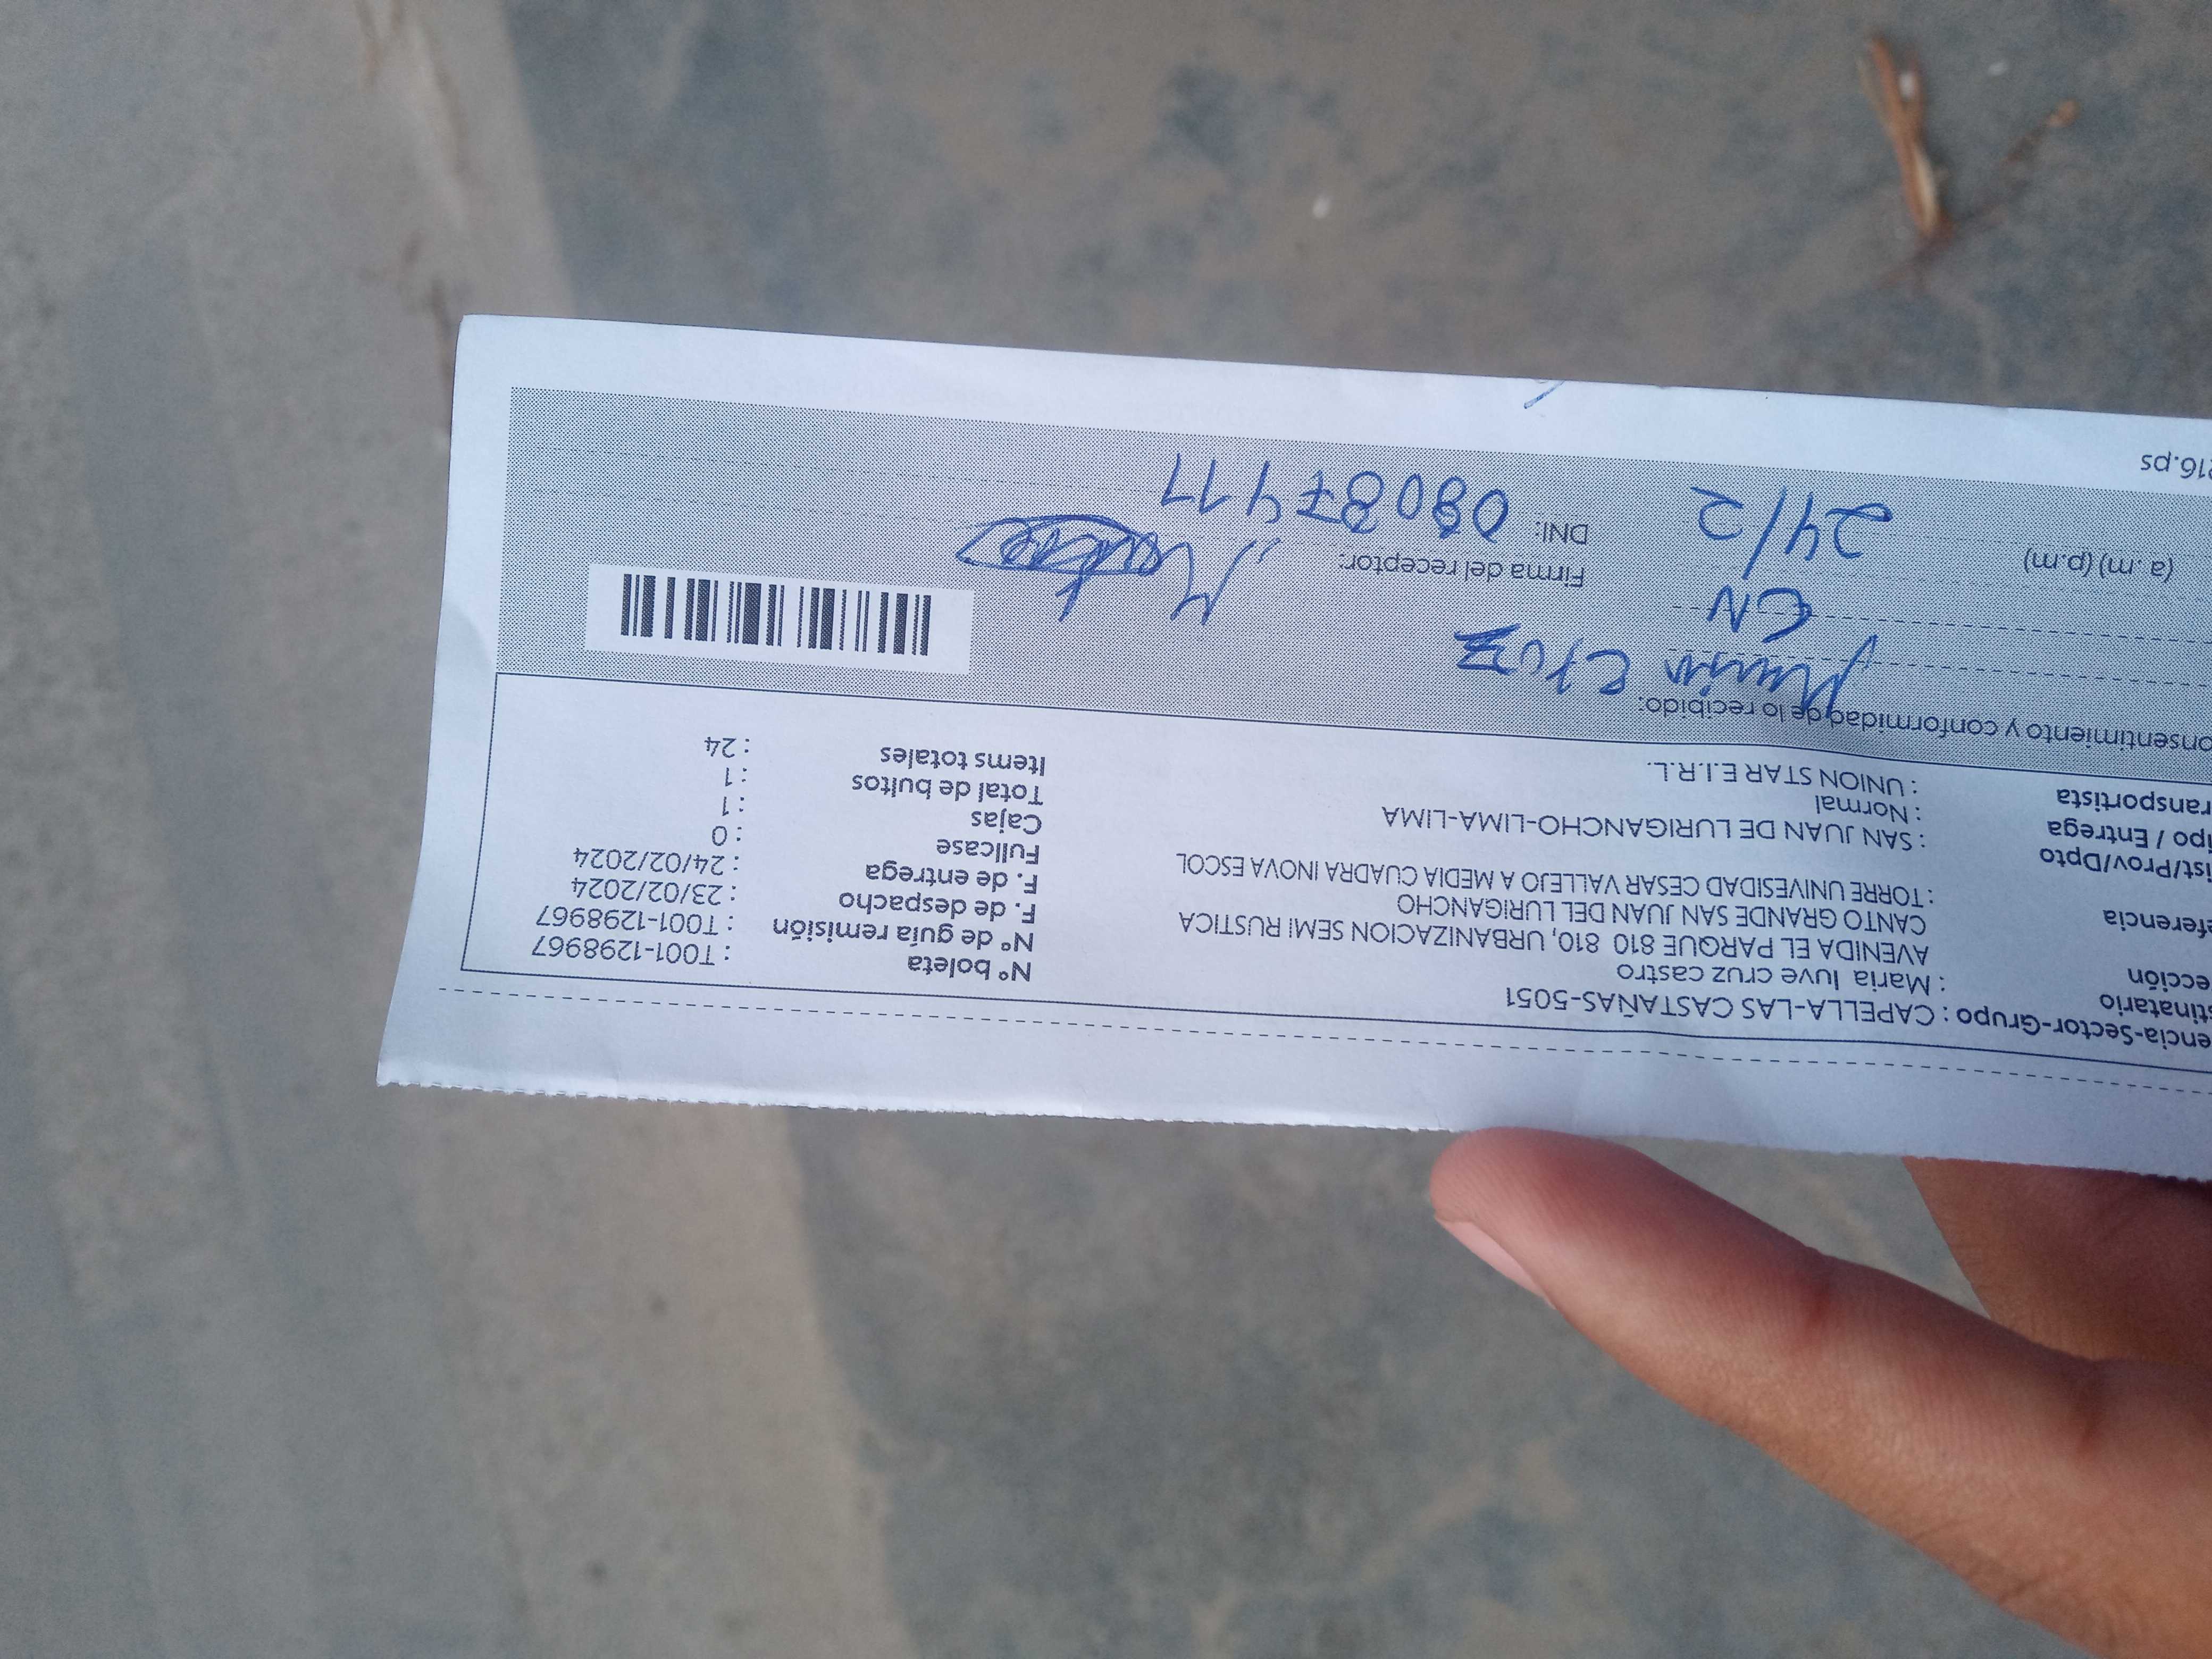 encia-Sector-Grupo : CAPELLA-LAS CASTAÑAS-5051
stinatario : Maria luve cruz castro
ección AVENIDA EL PARQUE 810 810, URBANIZACION SEMI RUSTICA
CANTO GRANDE SAN JUAN DEL LURIGANCHO
eferencia : TORRE UNIVESIDAD CESAR VALLEJO A MEDIA CUADRA INOVA ESCOL
ist/Prov/Dpto : SAN JUAN DE LURIGANCHO-LIMA-LIMA
ipo / Entrega : Normal
ransportista : UNION STAR E.I.R.L.
Nº boleta : T001-1298967
Nº de guía remisión : T001-1298967
F. de despacho : 23/02/2024
F. de entrega : 24/02/2024
Fullcase : 0
Cajas : 1
Total de bultos : 1
Items totales : 24
onsentimiento y conformidad de lo recibido:
cruz
CN
(a.m) (p.m) 24/2
Firma del receptor:
DNI:
216.ps